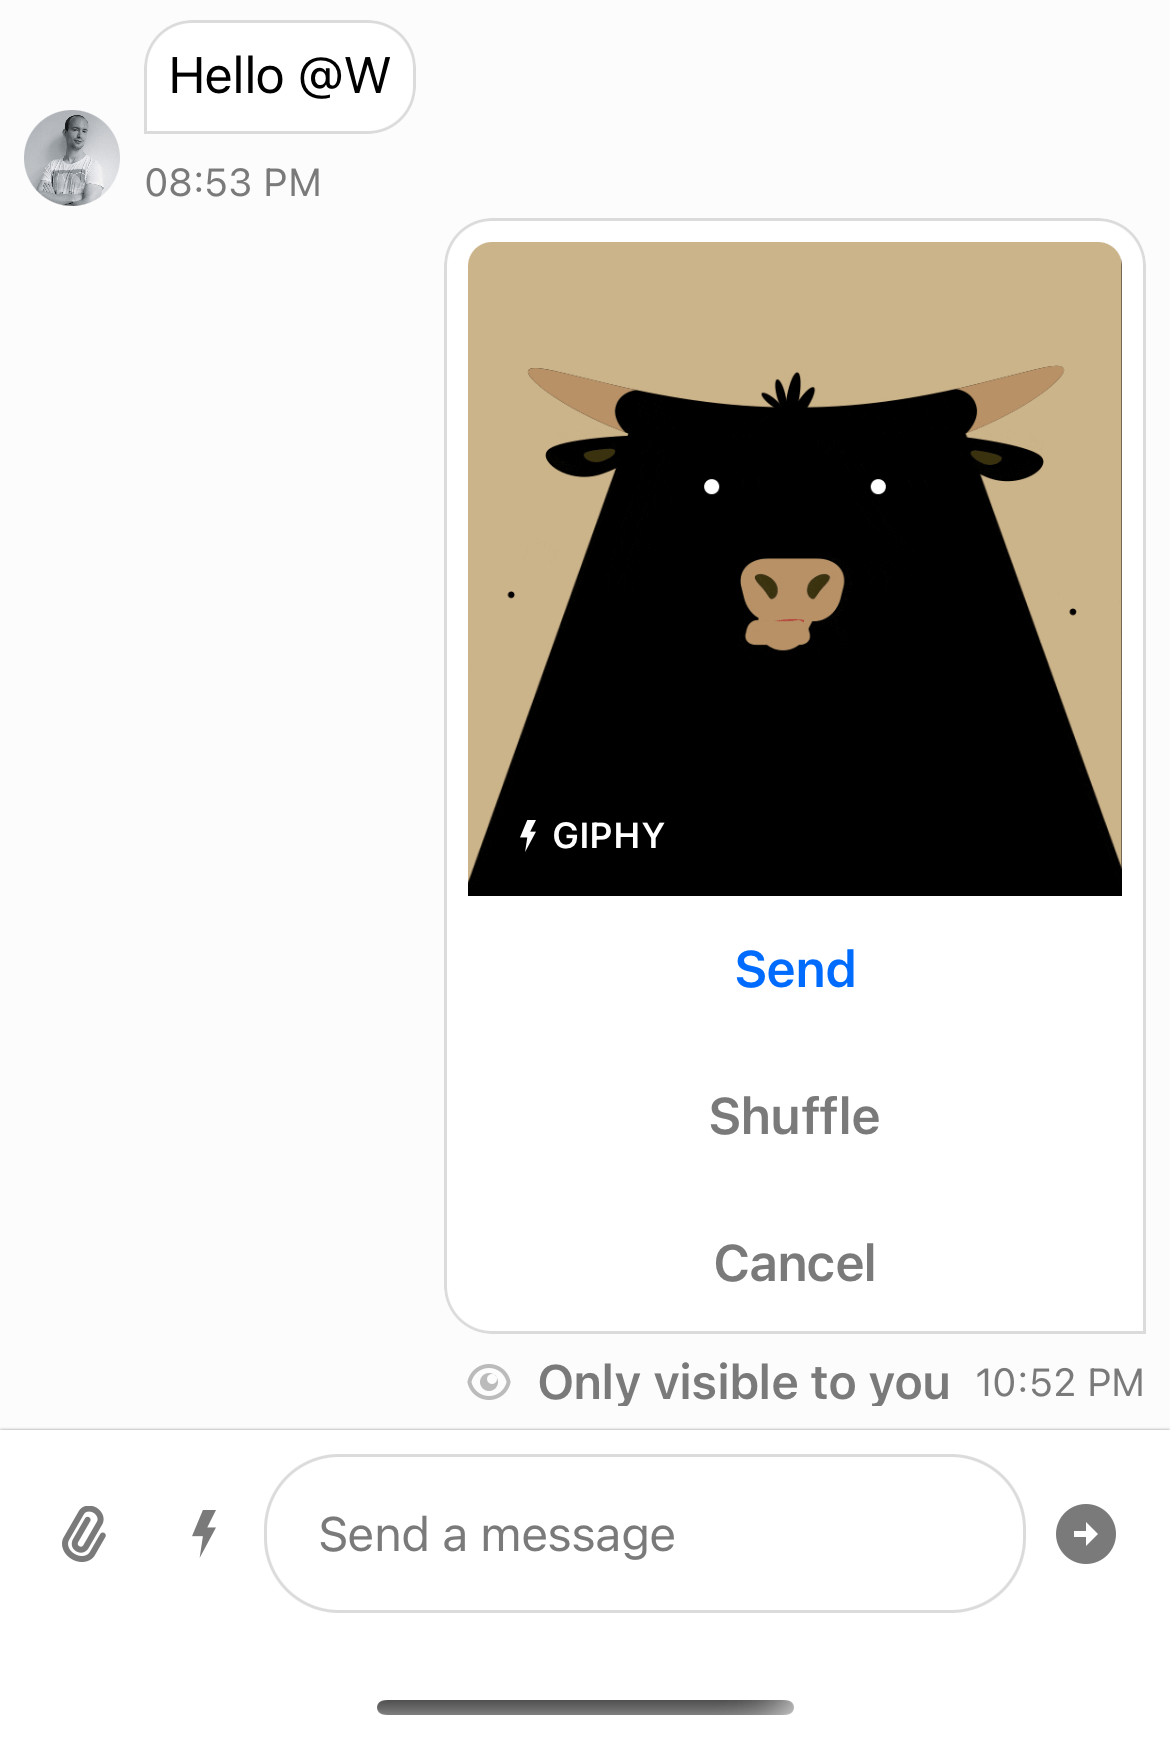 Hello @W
08:53 PM
GIPHY
Send
Shuffle
Cancel
Only visible to you 10:52 PM
Send a message